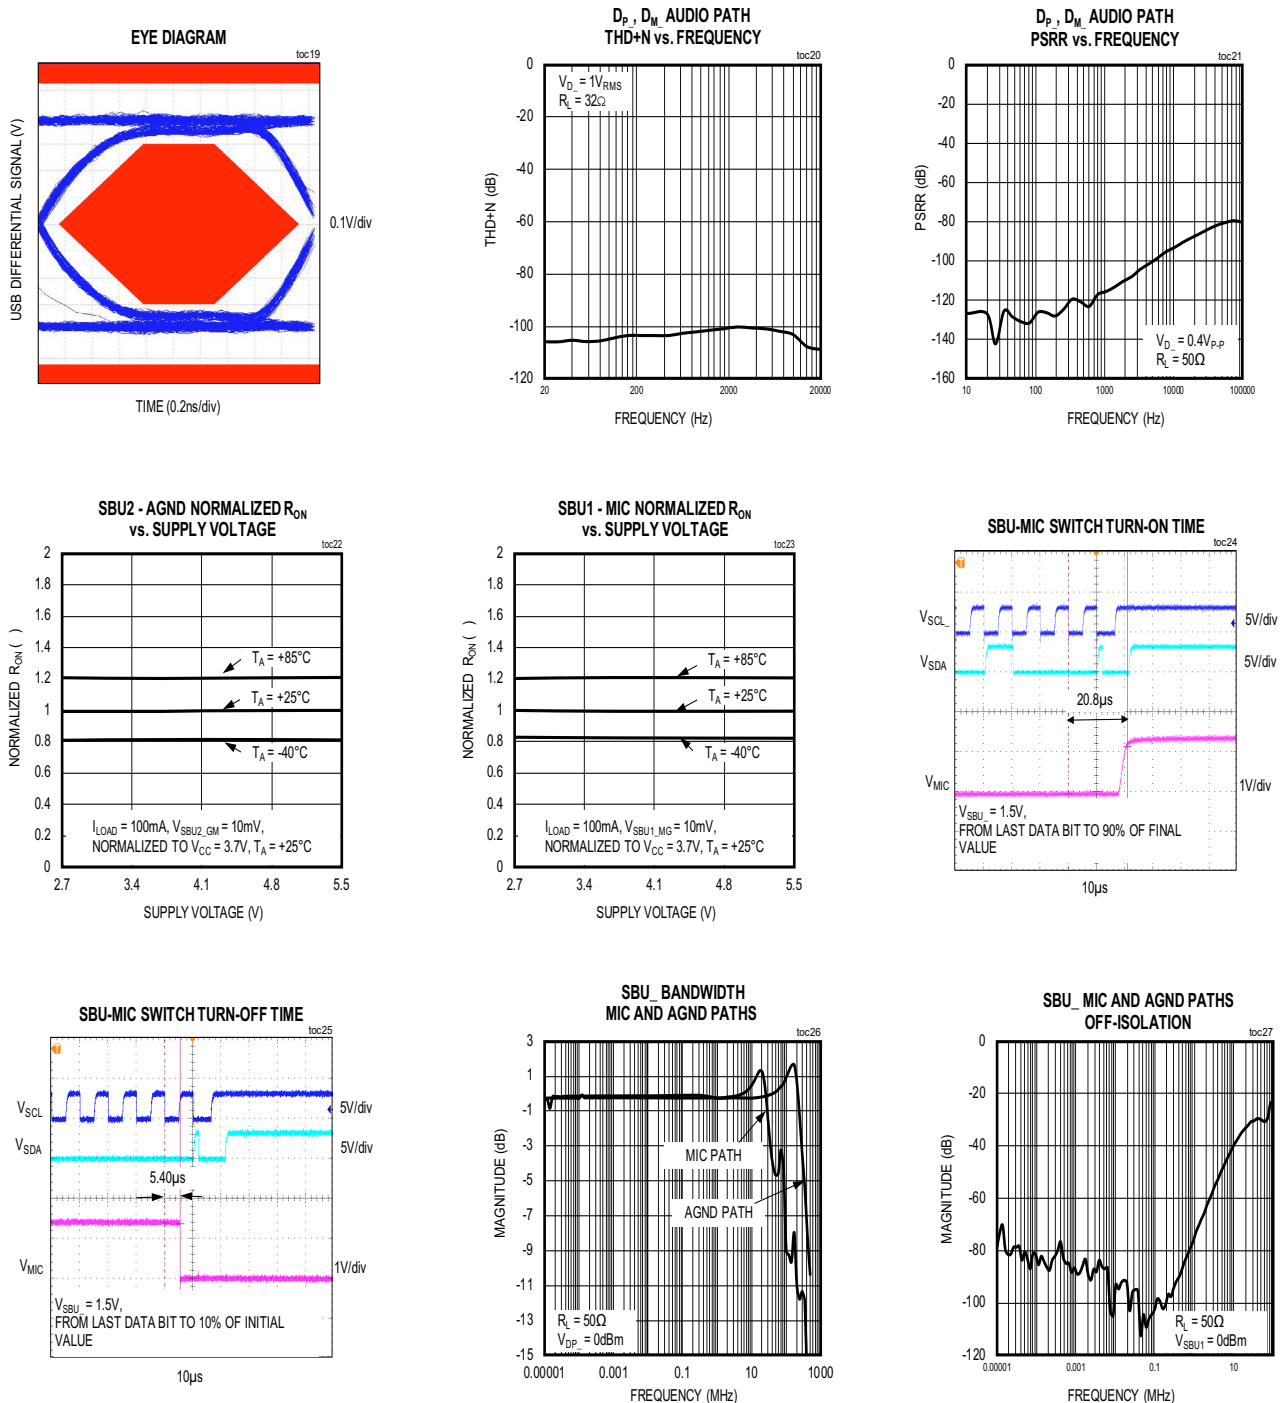 EYE DIAGRAM
toc19
USB DIFFERENTIAL SIGNAL (V)
0.1V/div
TIME (0.2ns/div)
DP_, DM_ AUDIO PATH
THD+N vs. FREQUENCY
toc20
VD_ = 1VRMS
RL = 32Ω
THD+N (dB)
0
-20
-40
-60
-80
-100
-120
20
200
2000
20000
FREQUENCY (Hz)
DP_, DM_ AUDIO PATH
PSRR vs. FREQUENCY
toc21
PSRR (dB)
0
-20
-40
-60
-80
-100
-120
-140
-160
VD_ = 0.4VP-P
RL = 50Ω
10
100
1000
10000
100000
FREQUENCY (Hz)
SBU2 - AGND NORMALIZED RON
vs. SUPPLY VOLTAGE
toc22
NORMALIZED RON ( )
2
1.8
1.6
1.4
1.2
1
0.8
0.6
0.4
0.2
0
TA = +85°C
TA = +25°C
TA = -40°C
ILOAD = 100mA, VSBU2_GM = 10mV,
NORMALIZED TO VCC = 3.7V, TA = +25°C
2.7
3.4
4.1
4.8
5.5
SUPPLY VOLTAGE (V)
SBU1 - MIC NORMALIZED RON
vs. SUPPLY VOLTAGE
toc23
NORMALIZED RON ( )
2
1.8
1.6
1.4
1.2
1
0.8
0.6
0.4
0.2
0
TA = +85°C
TA = +25°C
TA = -40°C
ILOAD = 100mA, VSBU1_MG = 10mV,
NORMALIZED TO VCC = 3.7V, TA = +25°C
2.7
3.4
4.1
4.8
5.5
SUPPLY VOLTAGE (V)
SBU-MIC SWITCH TURN-ON TIME
toc24
T
VSCL_
5V/div
VSDA
5V/div
20.8µs
VMIC
1V/div
VSBU_ = 1.5V,
FROM LAST DATA BIT TO 90% OF FINAL
VALUE
10µs
SBU-MIC SWITCH TURN-OFF TIME
toc25
T
VSCL
5V/div
VSDA
5V/div
5.40µs
VMIC
1V/div
VSBU_ = 1.5V,
FROM LAST DATA BIT TO 10% OF INITIAL
VALUE
10µs
SBU_ BANDWIDTH
MIC AND AGND PATHS
toc26
MAGNITUDE (dB)
3
1
-1
-3
-5
-7
-9
-11
-13
-15
MIC PATH
AGND PATH
RL = 50Ω
VDP_ = 0dBm
0.00001
0.001
0.1
10
1000
FREQUENCY (MHz)
SBU_ MIC AND AGND PATHS
OFF-ISOLATION
toc27
MAGNITUDE (dB)
0
-20
-40
-60
-80
-100
-120
RL = 50Ω
VSBU1 = 0dBm
0.00001
0.001
0.1
10
FREQUENCY (MHz)